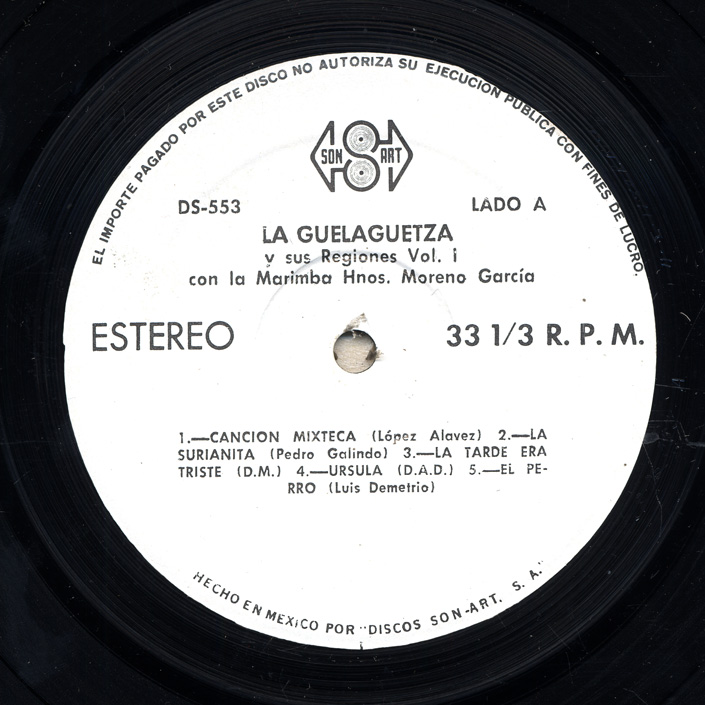 EL IMPORTE PAGADO POR ESTE DISCO NO AUTORIZA SU EJECUCION PUBLICA CON FINES DE LUCRO.
SON ART
DS-553 LADO A
LA GUELAGUETZA
y sus Regiones Vol. i
con la Marimba Hnos. Moreno García
ESTEREO 33 1/3 R. P. M.
1.—CANCION MIXTECA (López Alavez) 2.—LA
SURIANITA (Pedro Galindo) 3.—LA TARDE ERA
TRISTE (D.M.) 4.—URSULA (D.A.D.) 5.—EL PE-
RRO (Luis Demetrio)
HECHO EN MEXICO POR "DISCOS SON-ART. S. A."